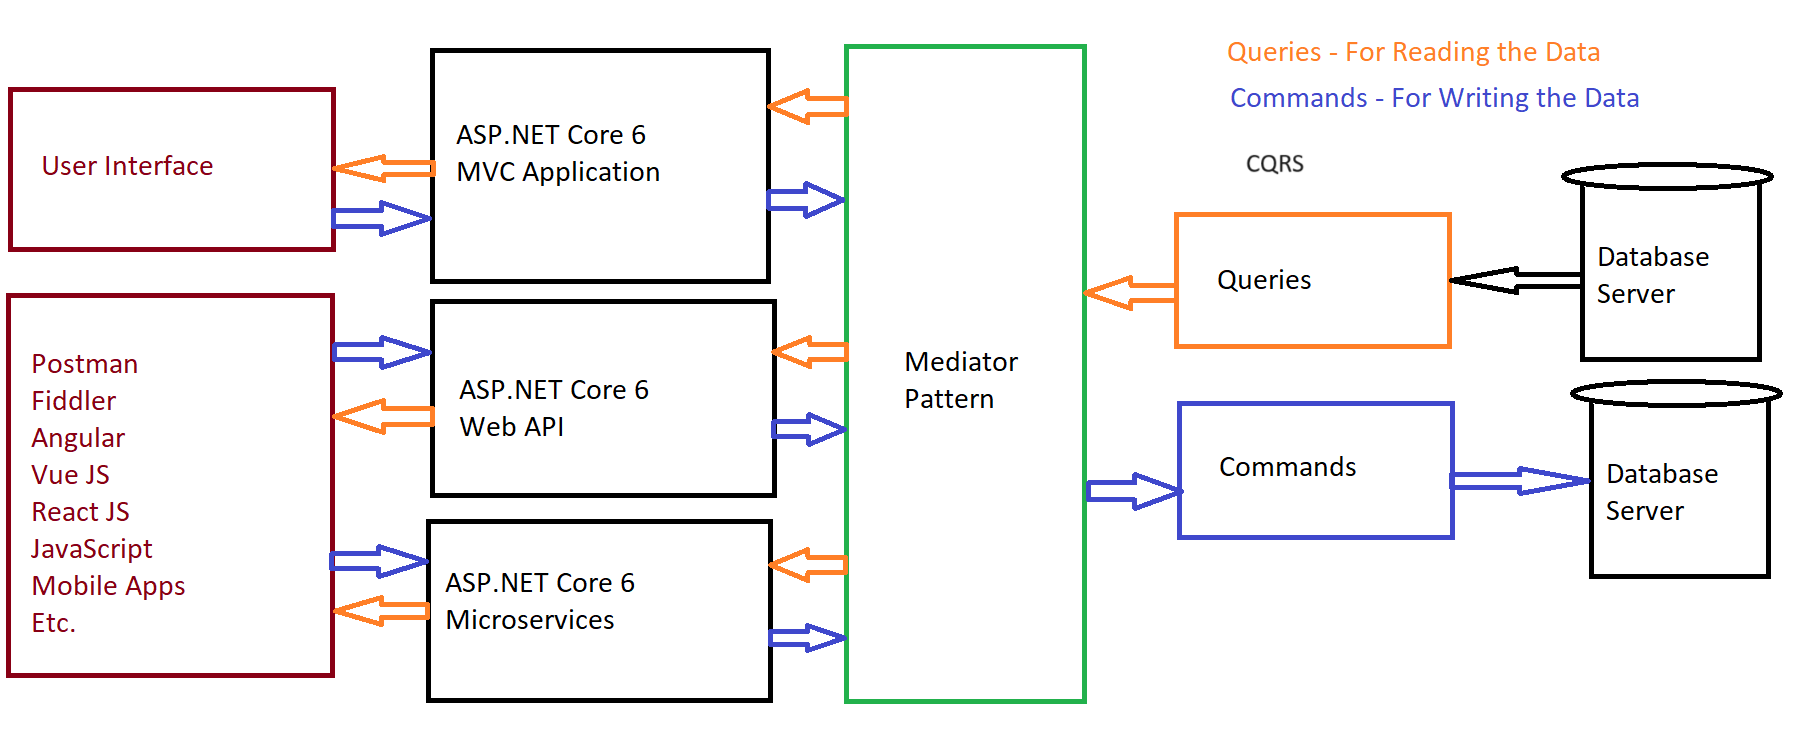 Queries - For Reading the Data
Commands - For Writing the Data
CQRS
User Interface
ASP.NET Core 6
MVC Application
Postman
Fiddler
Angular
Vue JS
React JS
JavaScript
Mobile Apps
Etc.
ASP.NET Core 6
Web API
ASP.NET Core 6
Microservices
Mediator
Pattern
Queries
Database
Server
Commands
Database
Server